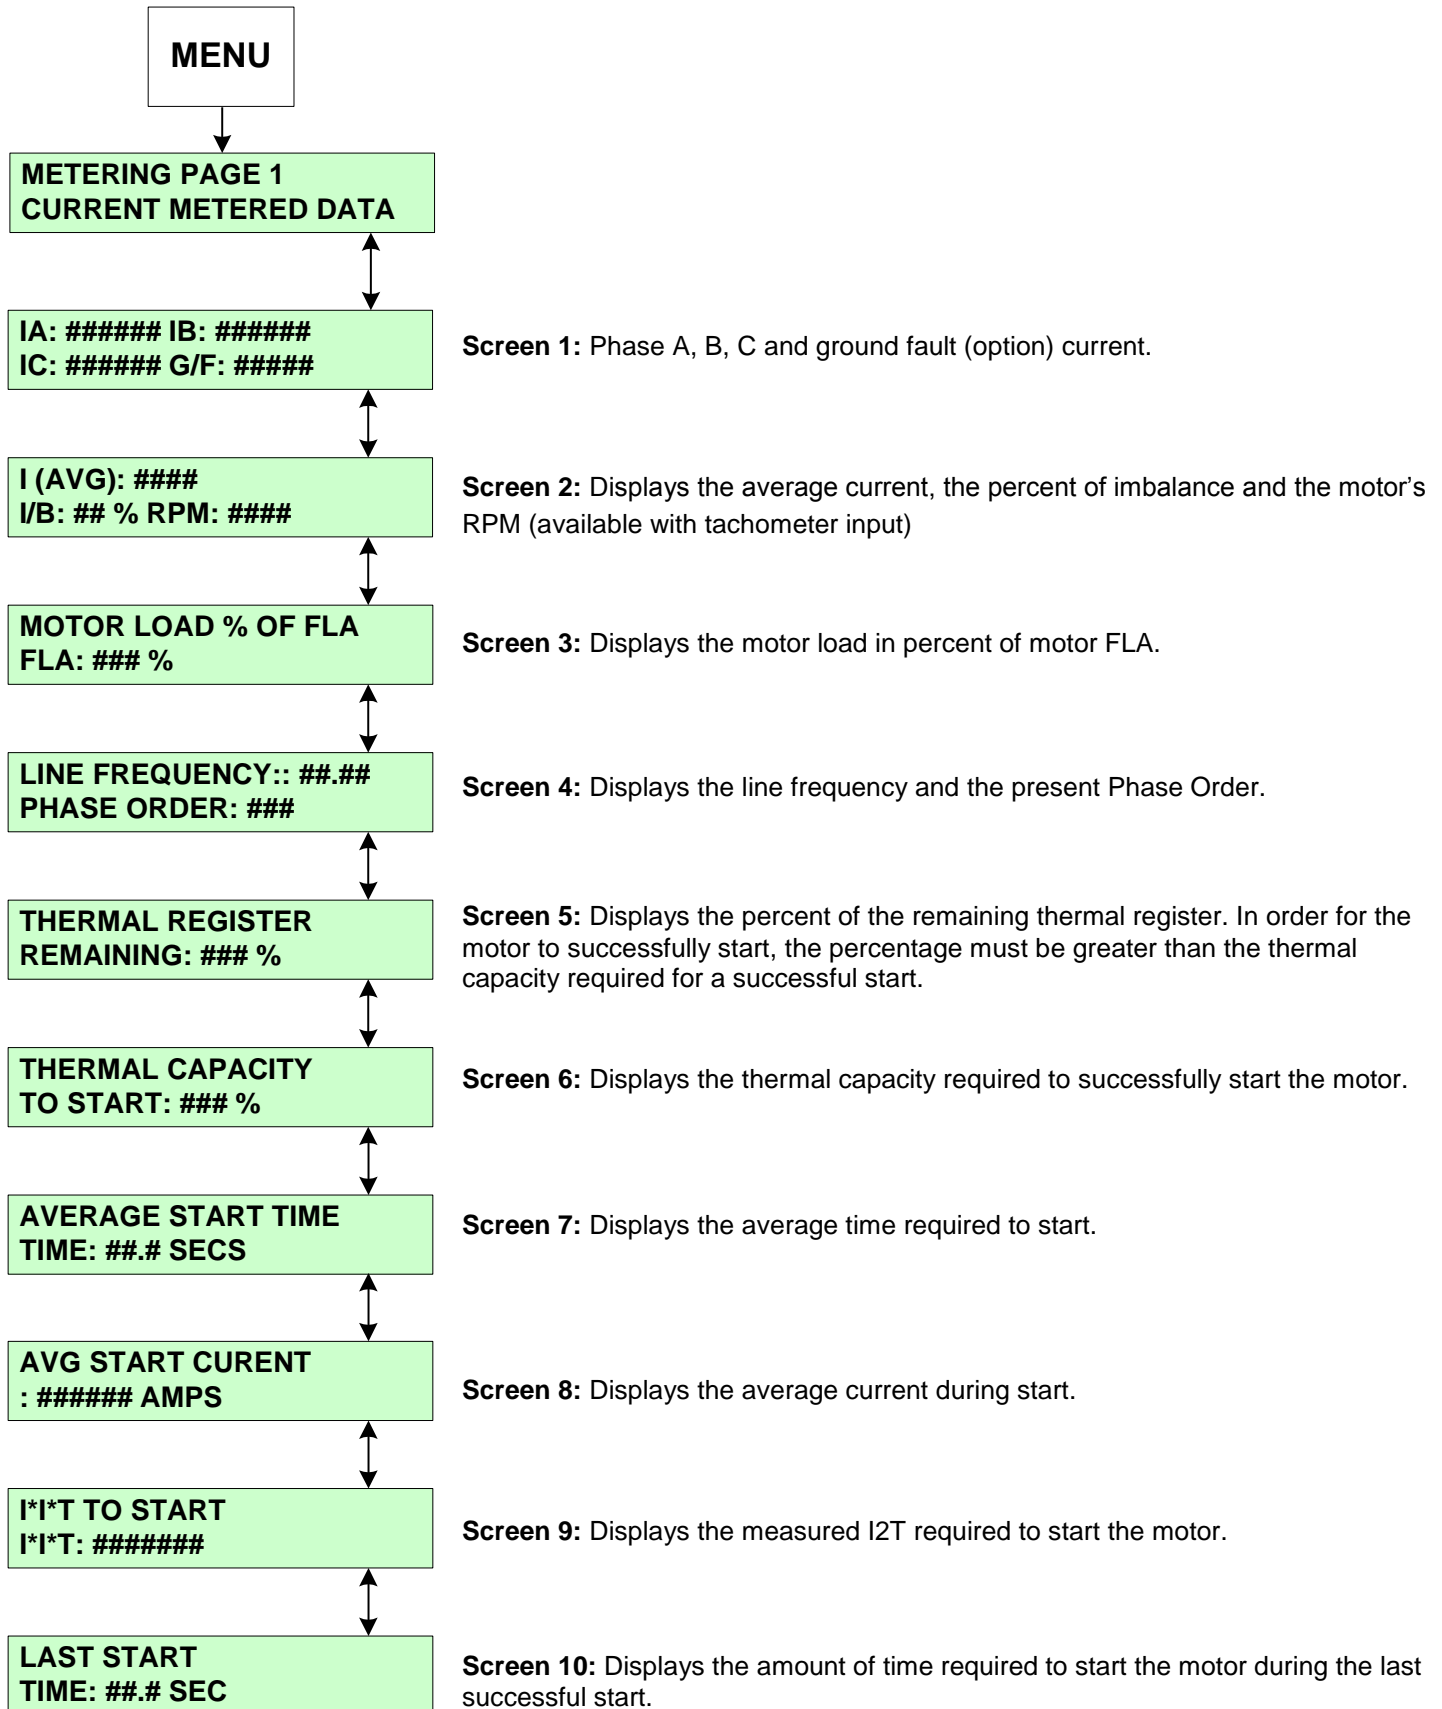 MENU
METERING PAGE 1
CURRENT METERED DATA
IA: ###### IB: ######
IC: ###### G/F: #####
Screen 1: Phase A, B, C and ground fault (option) current.
I (AVG): ####
I/B: ## % RPM: ####
Screen 2: Displays the average current, the percent of imbalance and the motor’s
RPM (available with tachometer input)
MOTOR LOAD % OF FLA
FLA: ### %
Screen 3: Displays the motor load in percent of motor FLA.
LINE FREQUENCY:: ##.##
PHASE ORDER: ###
Screen 4: Displays the line frequency and the present Phase Order.
THERMAL REGISTER
REMAINING: ### %
Screen 5: Displays the percent of the remaining thermal register. In order for the
motor to successfully start, the percentage must be greater than the thermal
capacity required for a successful start.
THERMAL CAPACITY
TO START: ### %
Screen 6: Displays the thermal capacity required to successfully start the motor.
AVERAGE START TIME
TIME: ##.# SECS
Screen 7: Displays the average time required to start.
AVG START CURENT
: ###### AMPS
Screen 8: Displays the average current during start.
I*I*T TO START
I*I*T: #######
Screen 9: Displays the measured I2T required to start the motor.
LAST START
TIME: ##.# SEC
Screen 10: Displays the amount of time required to start the motor during the last
successful start.